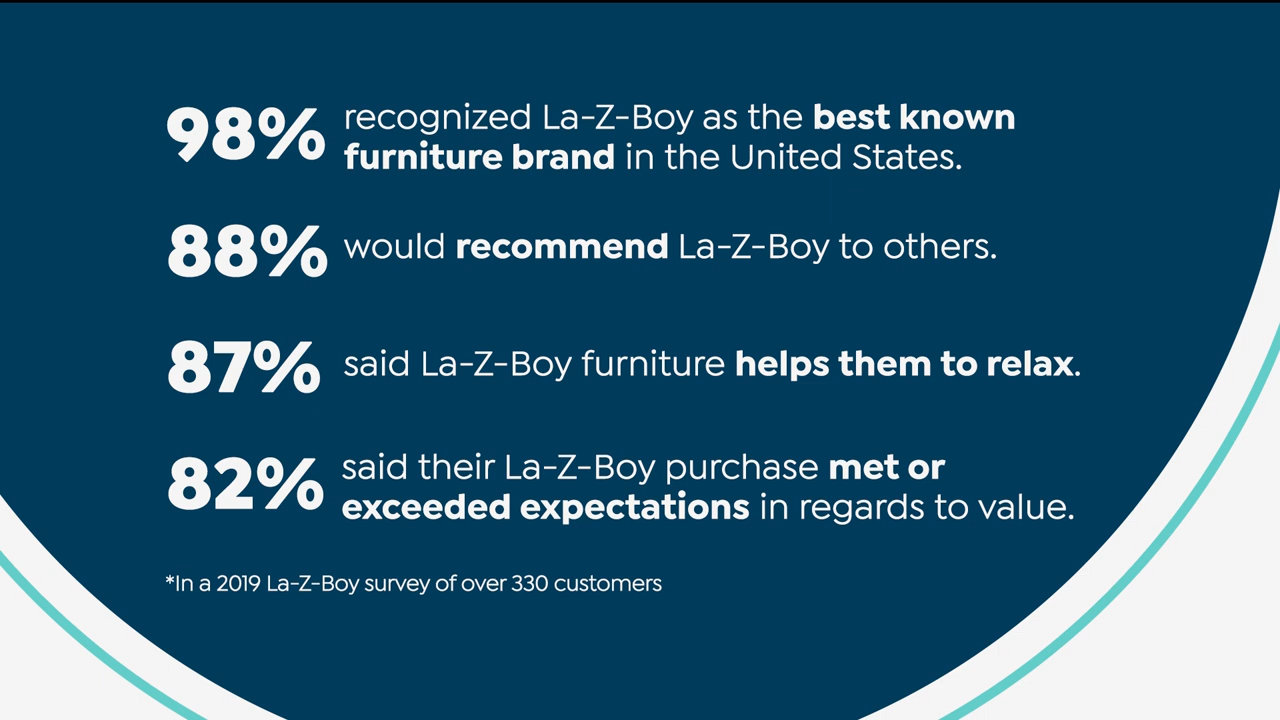 98% recognized La-Z-Boy as the best known
furniture brand in the United States.
88% would recommend La-Z-Boy to others.
87% said La-Z-Boy furniture helps them to relax.
82% said their La-Z-Boy purchase met or
exceeded expectations in regards to value.
*In a 2019 La-Z-Boy survey of over 330 customers